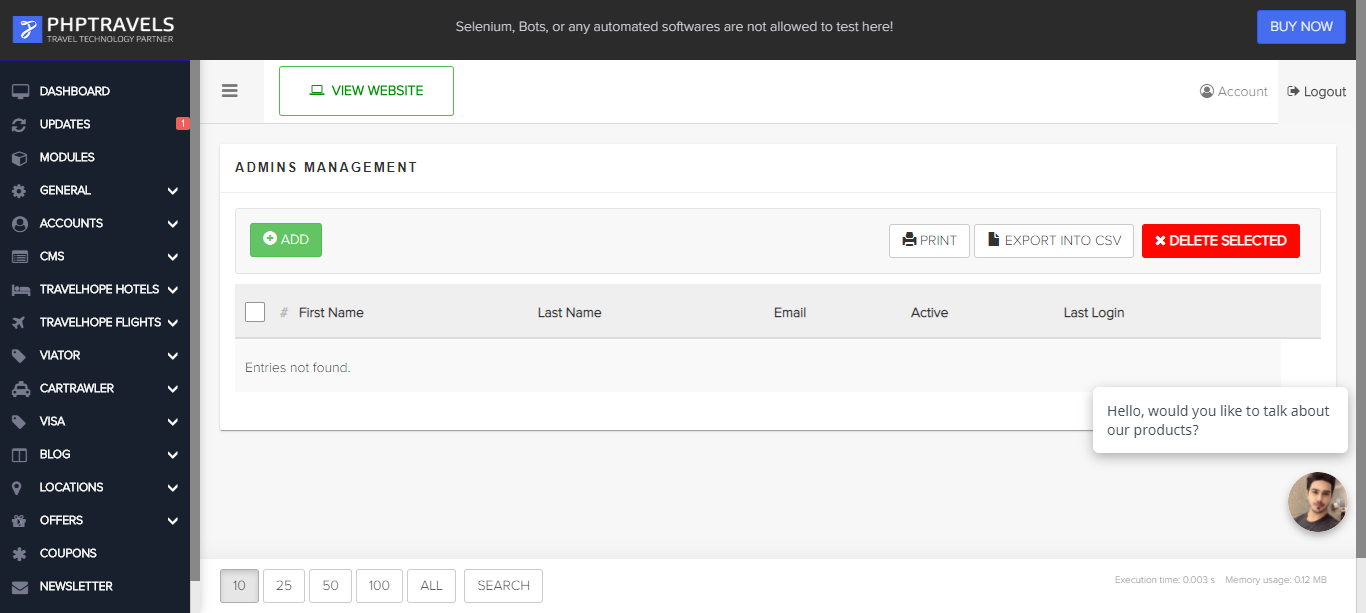 PHPTRAVELS
TRAVEL TECHNOLOGY PARTNER
Selenium, Bots, or any automated softwares are not allowed to test here!
BUY NOW
DASHBOARD
UPDATES 1
MODULES
GENERAL
ACCOUNTS
CMS
TRAVELHOPE HOTELS
TRAVELHOPE FLIGHTS
VIATOR
CARTRAWLER
VISA
BLOG
LOCATIONS
OFFERS
COUPONS
NEWSLETTER
VIEW WEBSITE
Account
Logout
ADMINS MANAGEMENT
ADD
PRINT
EXPORT INTO CSV
DELETE SELECTED
# First Name Last Name Email Active Last Login
Entries not found.
Hello, would you like to talk about
our products?
10 25 50 100 ALL SEARCH
Execution time: 0.003 s Memory usage: 0.12 MB